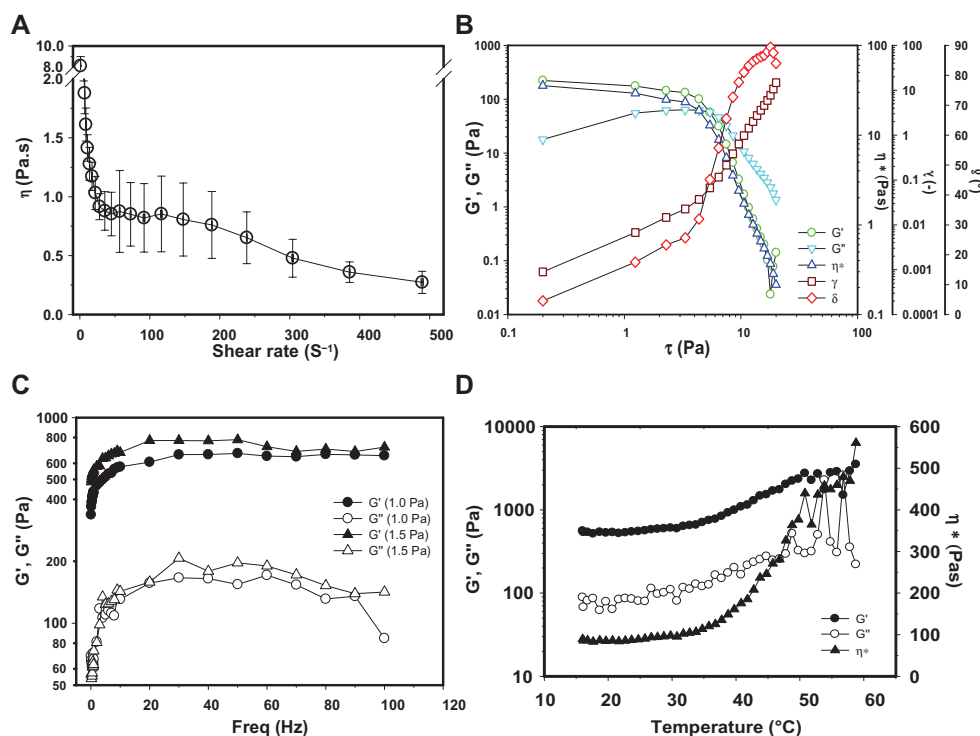 A
10.0
8.0
2.0
1.5
1.0
0.5
0.0
η (Pa.s)
0 100 200 300 400 500
Shear rate (S⁻¹)
B
1000
100
10
1
0.1
0.01
G', G" (Pa)
0.1 1 10 100
τ (Pa)
G'
G"
η*
γ
δ
100
10
1
0.1
η* (Pas)
100
10
1
0.1
0.01
0.001
0.0001
γ (-)
90
80
70
60
50
40
30
20
10
0
C
1000
800
600
400
200
100
80
60
50
G', G" (Pa)
0 20 40 60 80 100 120
Freq (Hz)
G' (1.0 Pa)
G" (1.0 Pa)
G' (1.5 Pa)
G" (1.5 Pa)
D
10000
1000
100
10
G', G" (Pa)
10 20 30 40 50 60
Temperature (°C)
G'
G"
η*
600
500
400
300
200
100
0
η* (Pas)